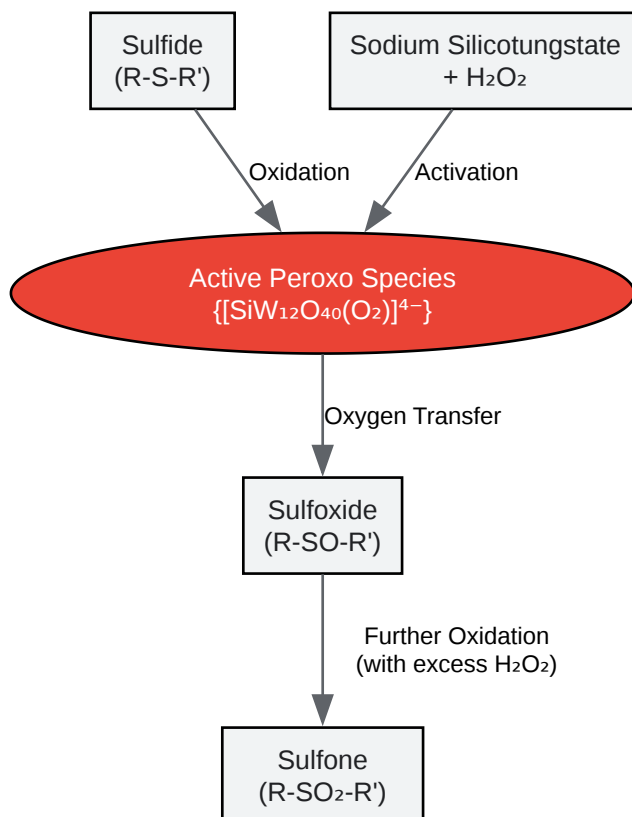 Sulfide
(R-S-R')
Sodium Silicotungstate
+ H₂O₂
Oxidation
Activation
Active Peroxo Species
{[SiW₁₂O₄₀(O₂)]⁴⁻}
Oxygen Transfer
Sulfoxide
(R-SO-R')
Further Oxidation
(with excess H₂O₂)
Sulfone
(R-SO₂-R')